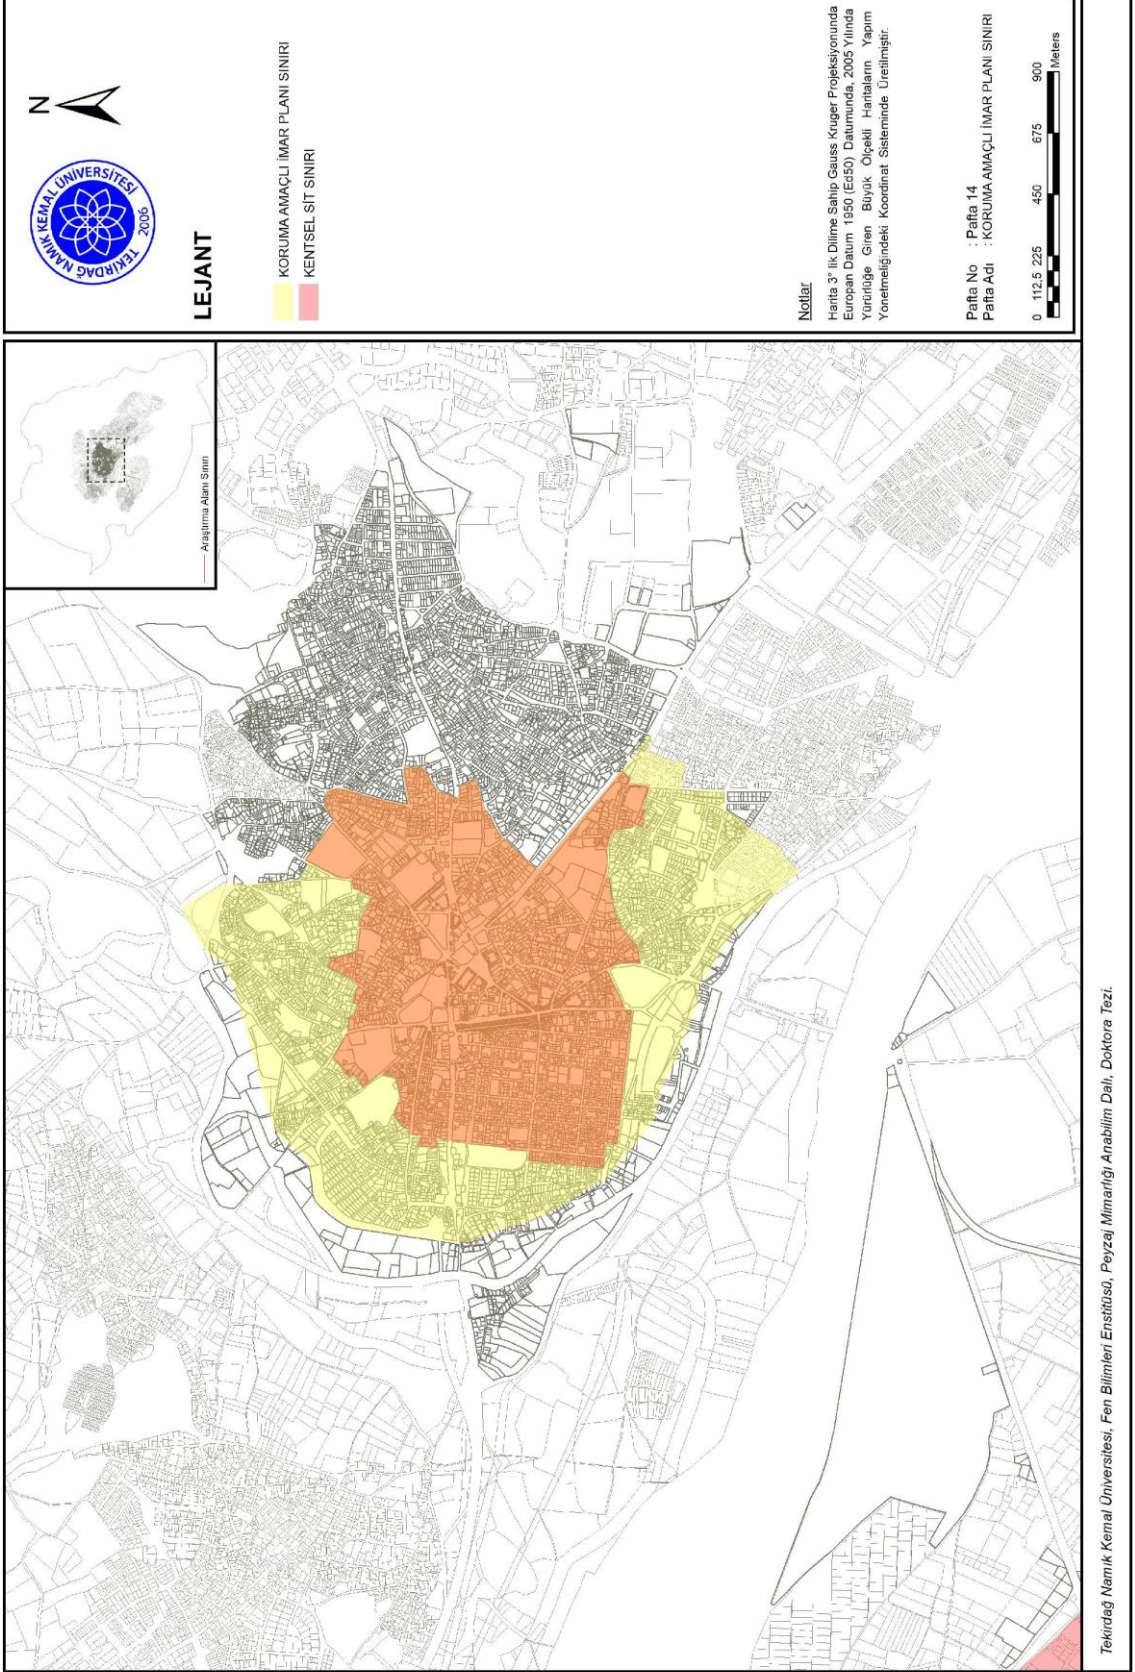 N
TEKİRDAĞ NAMIK KEMAL ÜNİVERSİTESİ
2006
LEJANT
KORUMA AMAÇLI İMAR PLANI SINIRI
KENTSEL SİT SINIRI
Notlar
Harita 3° lik Dilime Sahip Gauss Kruger Projeksiyonunda
Europan Datum 1950 (Ed50) Datumunda, 2005 Yılında
Yürürlüğe Giren Büyük Ölçekli Haritaların Yapım
Yönetmeliğindeki Koordinat Sisteminde Üretilmiştir.
Pafta No : Pafta 14
Pafta Adı : KORUMA AMAÇLI İMAR PLANI SINIRI
0 112,5 225 450 675 900
Meters
Araştırma Alanı Sınırı
Tekirdağ Namık Kemal Üniversitesi, Fen Bilimleri Enstitüsü, Peyzaj Mimarlığı Anabilim Dalı, Doktora Tezi.